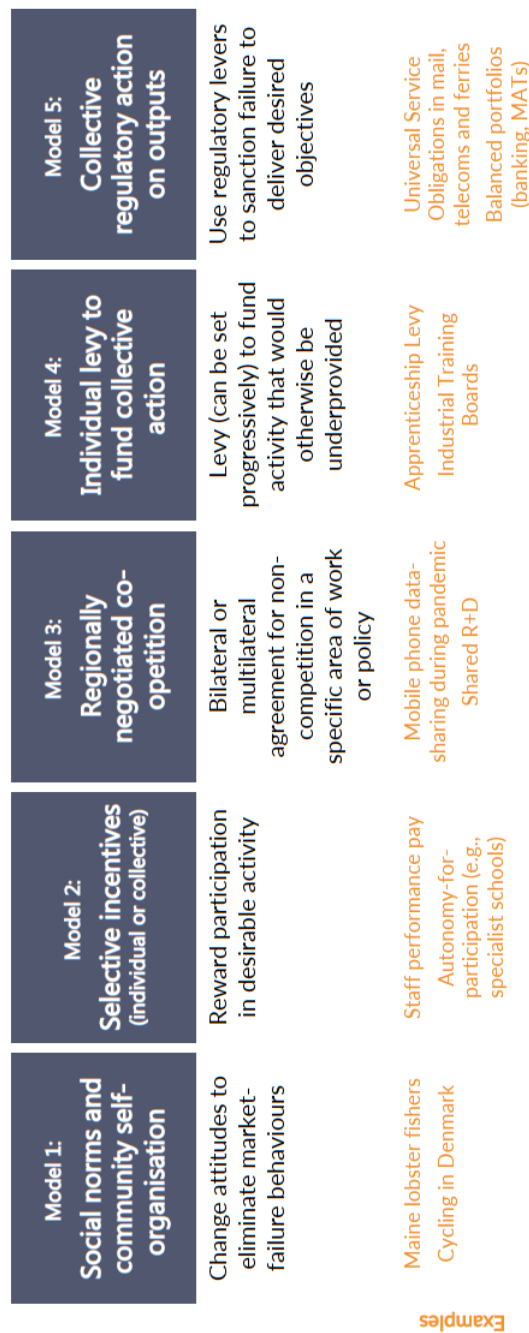 Model 1:
Social norms and
community self-
organisation
Change attitudes to
eliminate market-
failure behaviours
Maine lobster fishers
Cycling in Denmark
Model 2:
Selective incentives
(individual or collective)
Reward participation
in desirable activity
Staff performance pay
Autonomy-for-
participation (e.g.,
specialist schools)
Model 3:
Regionally
negotiated co-
opetition
Bilateral or
multilateral
agreement for non-
competition in a
specific area of work
or policy
Mobile phone data-
sharing during pandemic
Shared R+D
Model 4:
Individual levy to
fund collective
action
Levy (can be set
progressively) to fund
activity that would
otherwise be
underprovided
Apprenticeship Levy
Industrial Training
Boards
Model 5:
Collective
regulatory action
on outputs
Use regulatory levers
to sanction failure to
deliver desired
objectives
Universal Service
Obligations in mail,
telecoms and ferries
Balanced portfolios
(banking, MATs)
Examples